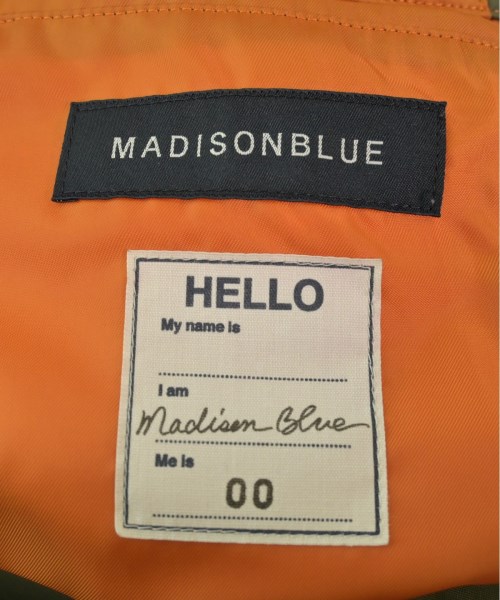 MADISONBLUE
HELLO
My name is
I am
Madison Blue
Me is
00